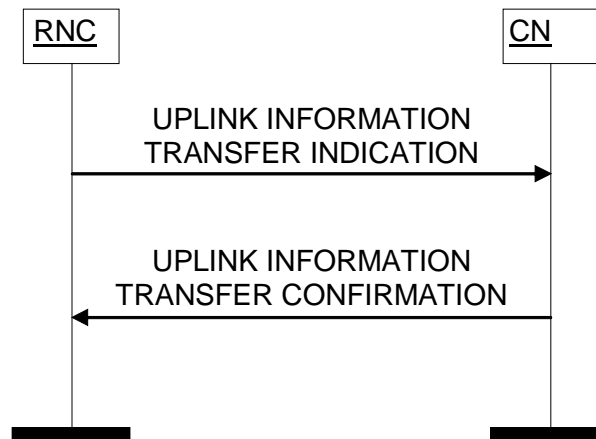 RNC
CN
UPLINK INFORMATION
TRANSFER INDICATION
UPLINK INFORMATION
TRANSFER CONFIRMATION